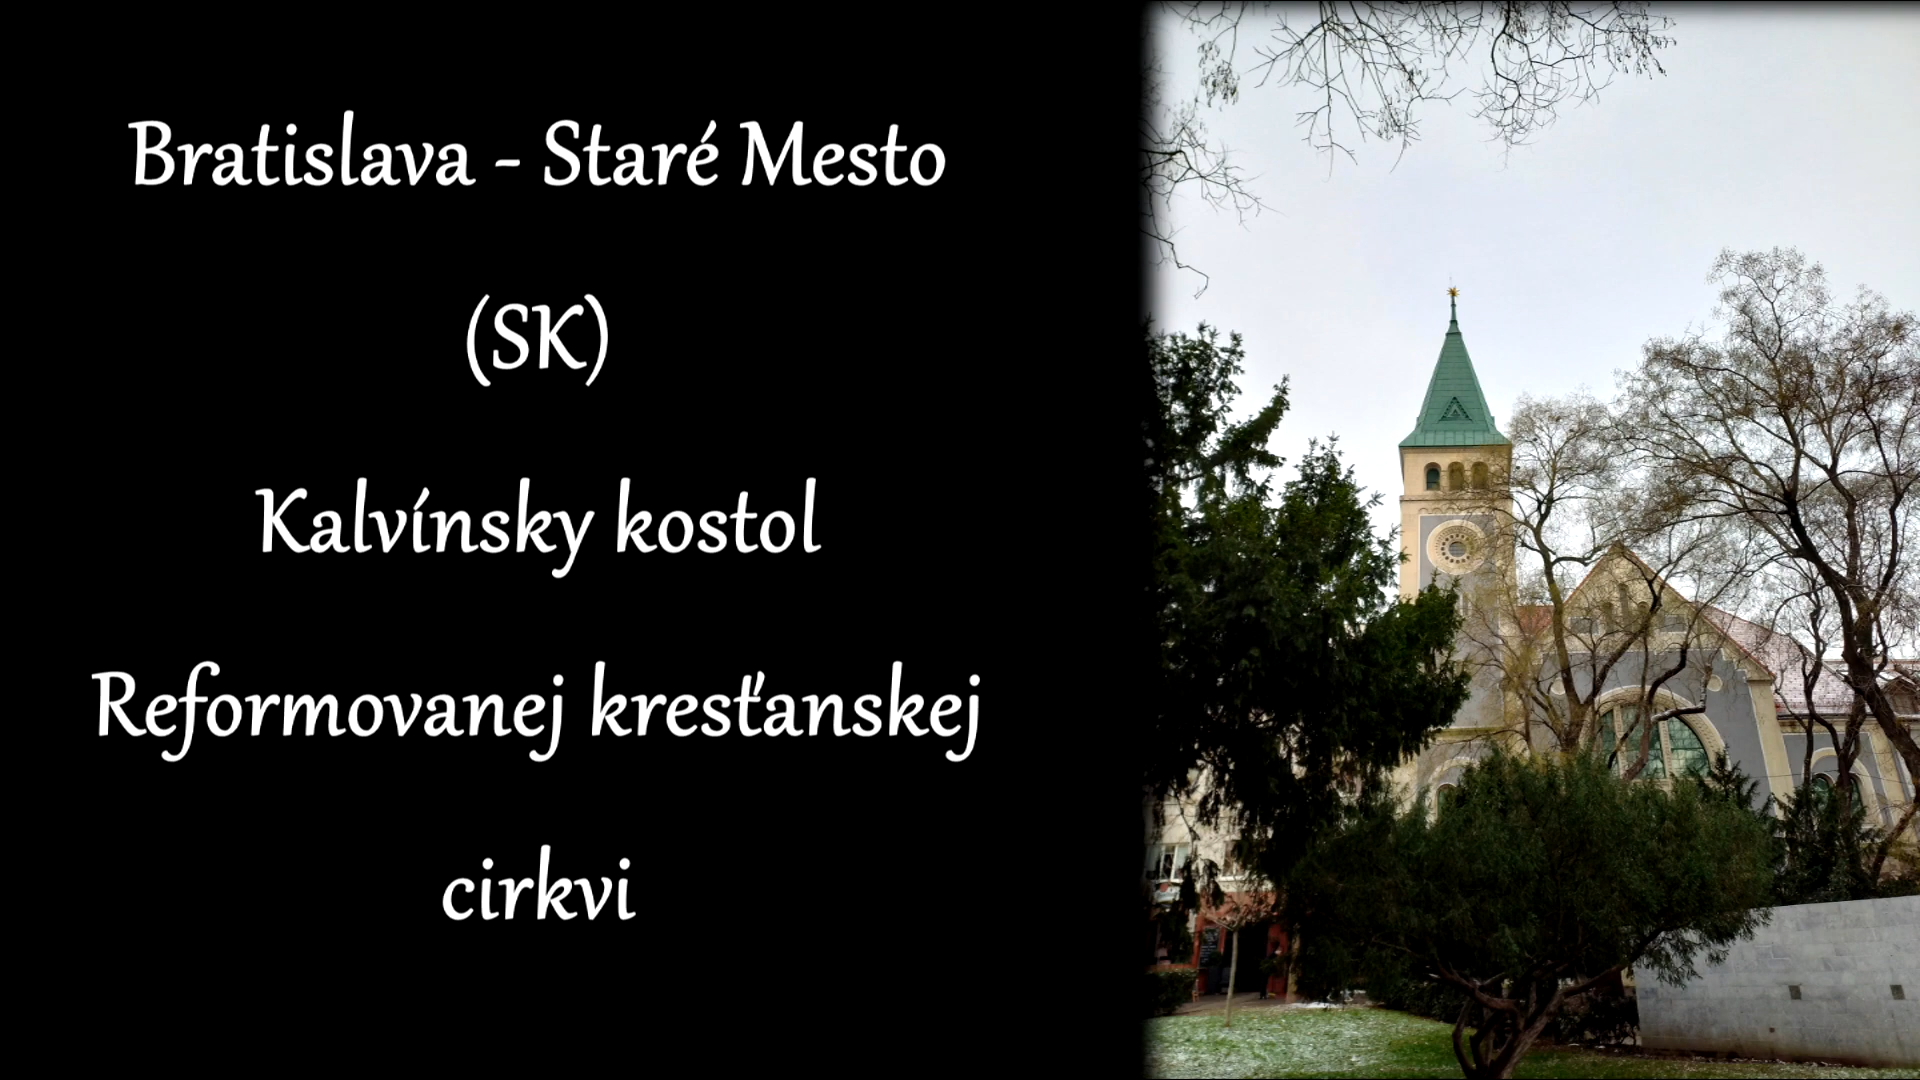 Bratislava - Staré Mesto
(SK)
Kalvínsky kostol
Reformovanej kresťanskej
cirkvi